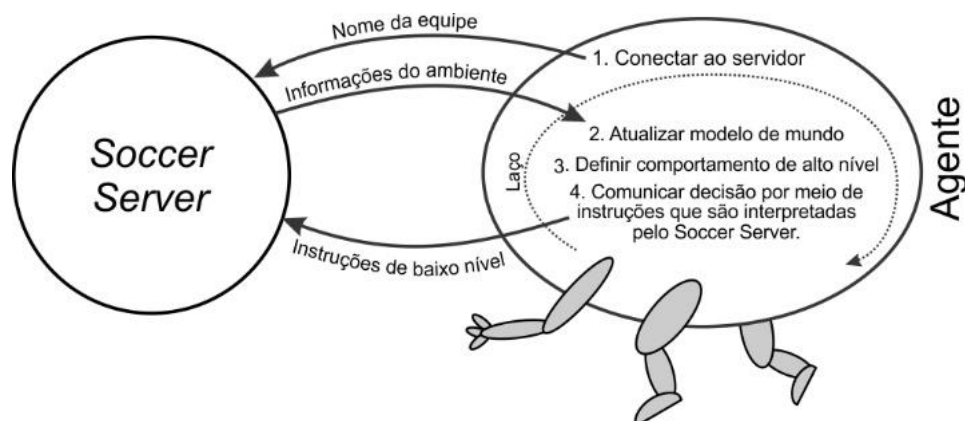 Nome da equipe
1. Conectar ao servidor
Informações do ambiente
Soccer
Server
Laço
2. Atualizar modelo de mundo
3. Definir comportamento de alto nível
4. Comunicar decisão por meio de
instruções que são interpretadas
pelo Soccer Server.
Instruções de baixo nível
Agente